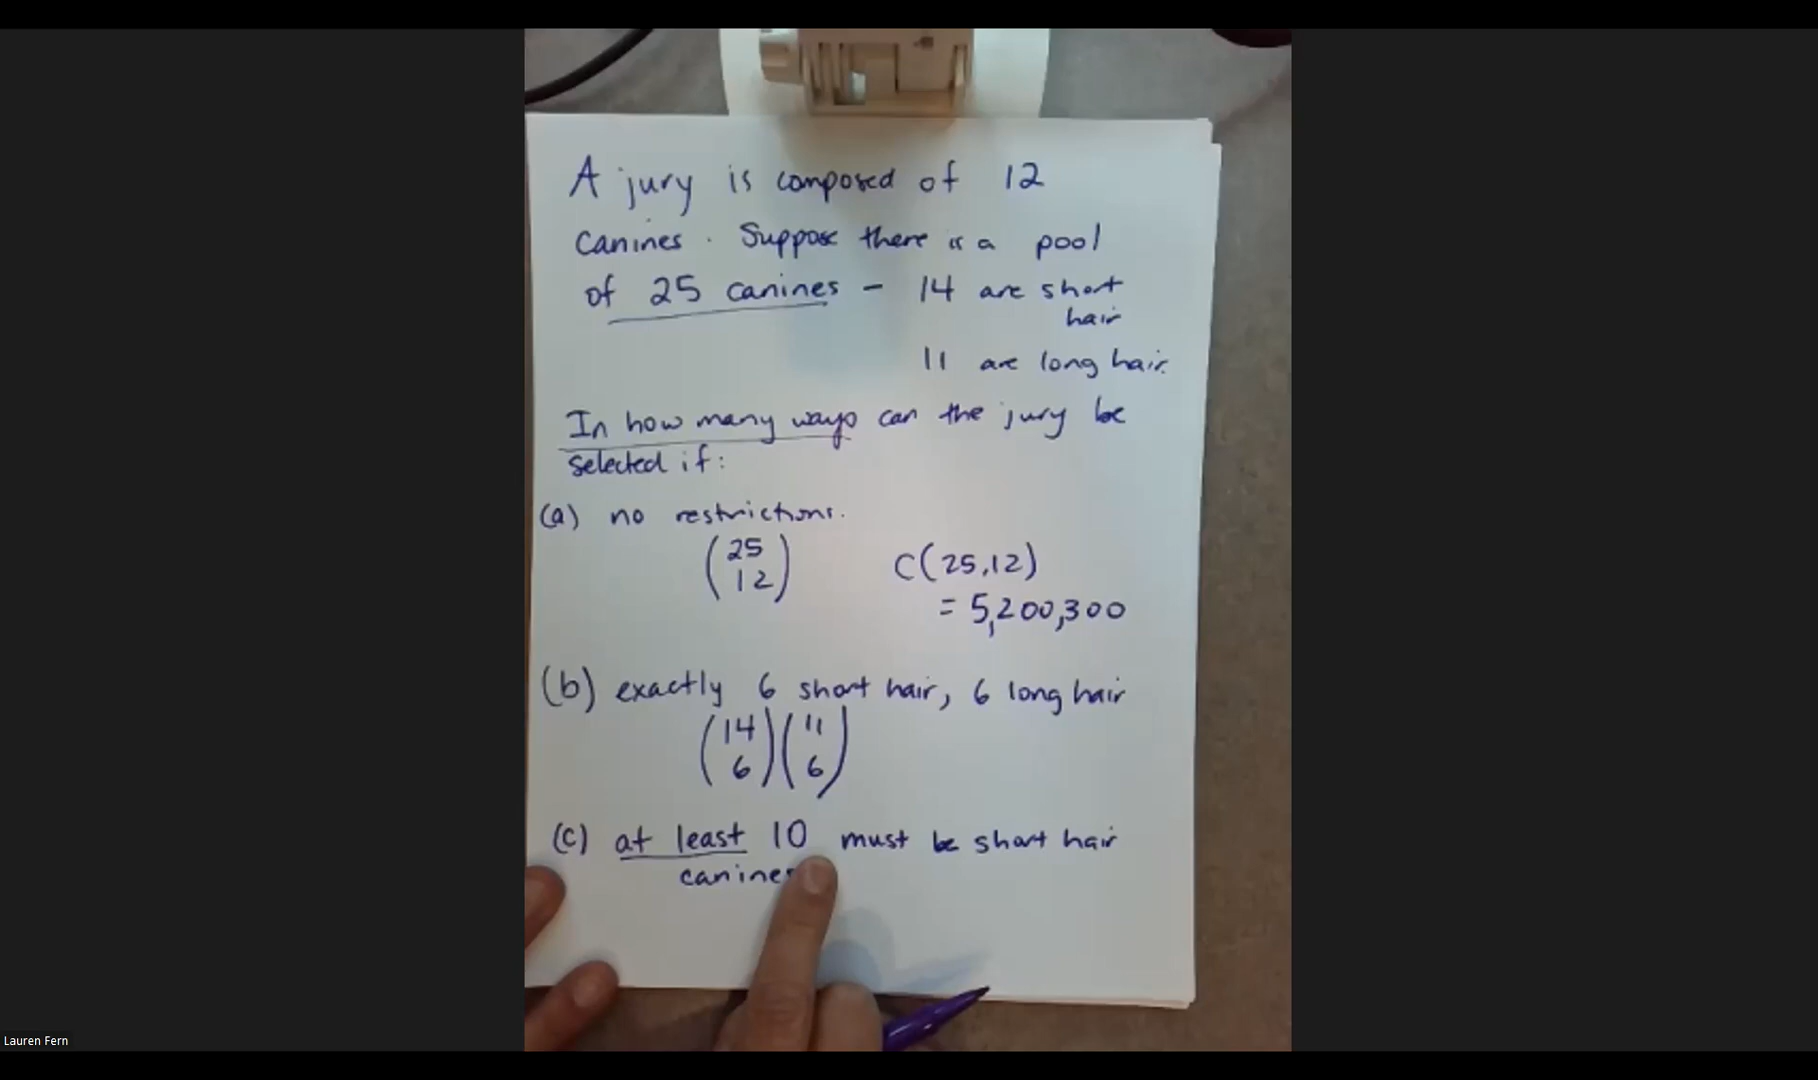 A jury is composed of 12
canines. Suppose there is a pool
of 25 canines - 14 are short
hair
11 are long hair.
In how many ways can the jury be
selected if:
(a) no restrictions.
(25 12) C(25,12)
= 5,200,300
(b) exactly 6 short hair, 6 long hair
(14 6)(11 6)
(c) at least 10 must be short hair
canines
Lauren Fern